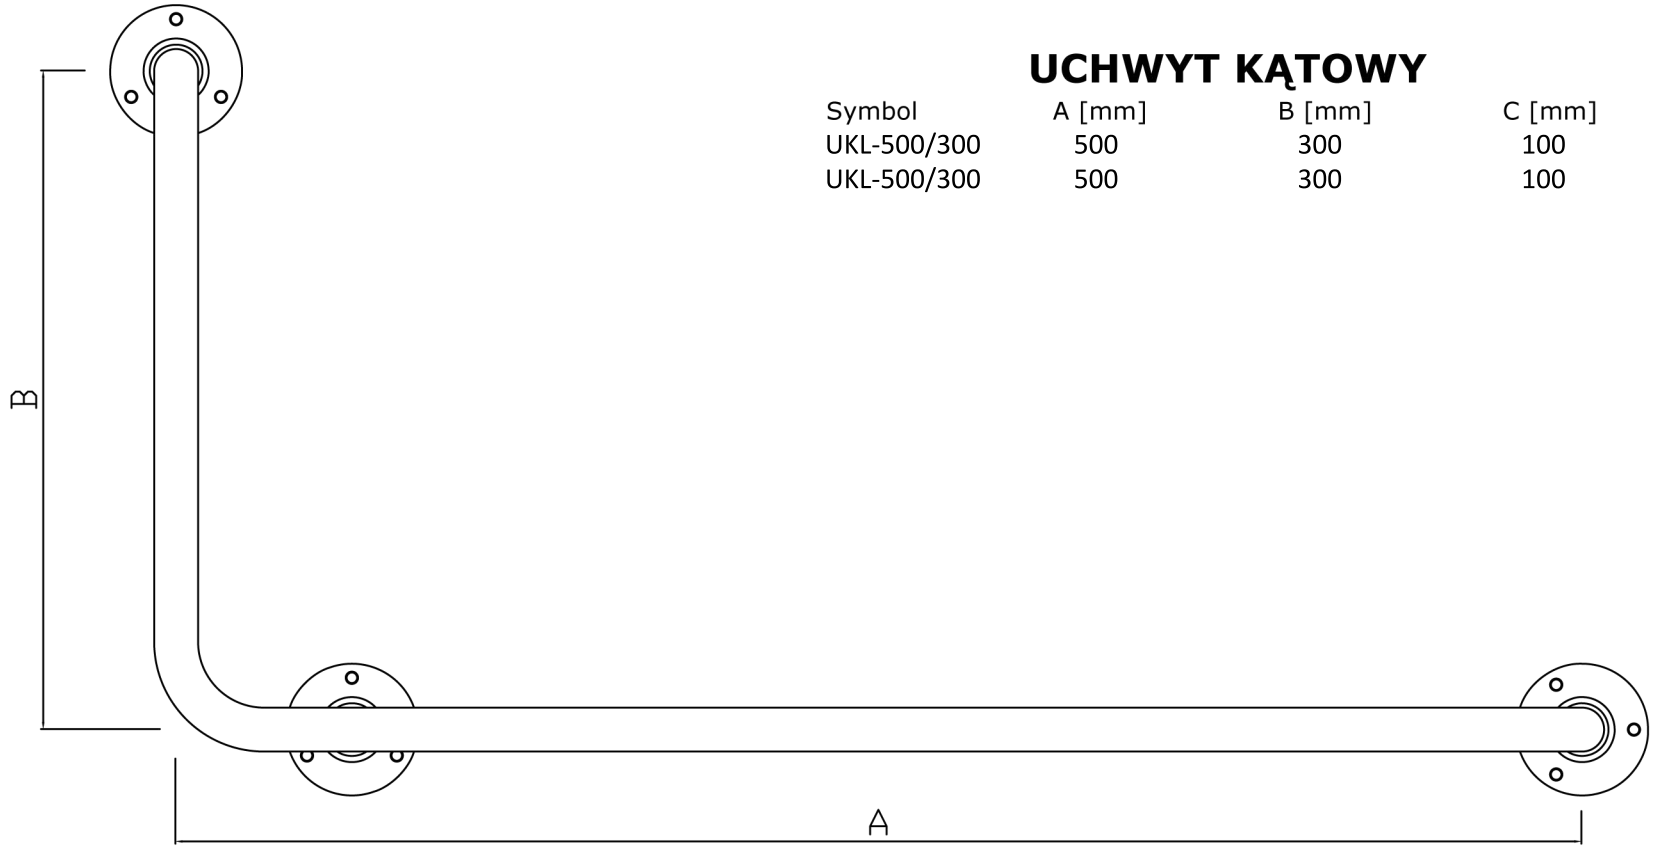 UCHWYT KĄTOWY
Symbol A [mm] B [mm] C [mm]
UKL-500/300 500 300 100
UKL-500/300 500 300 100
B
A